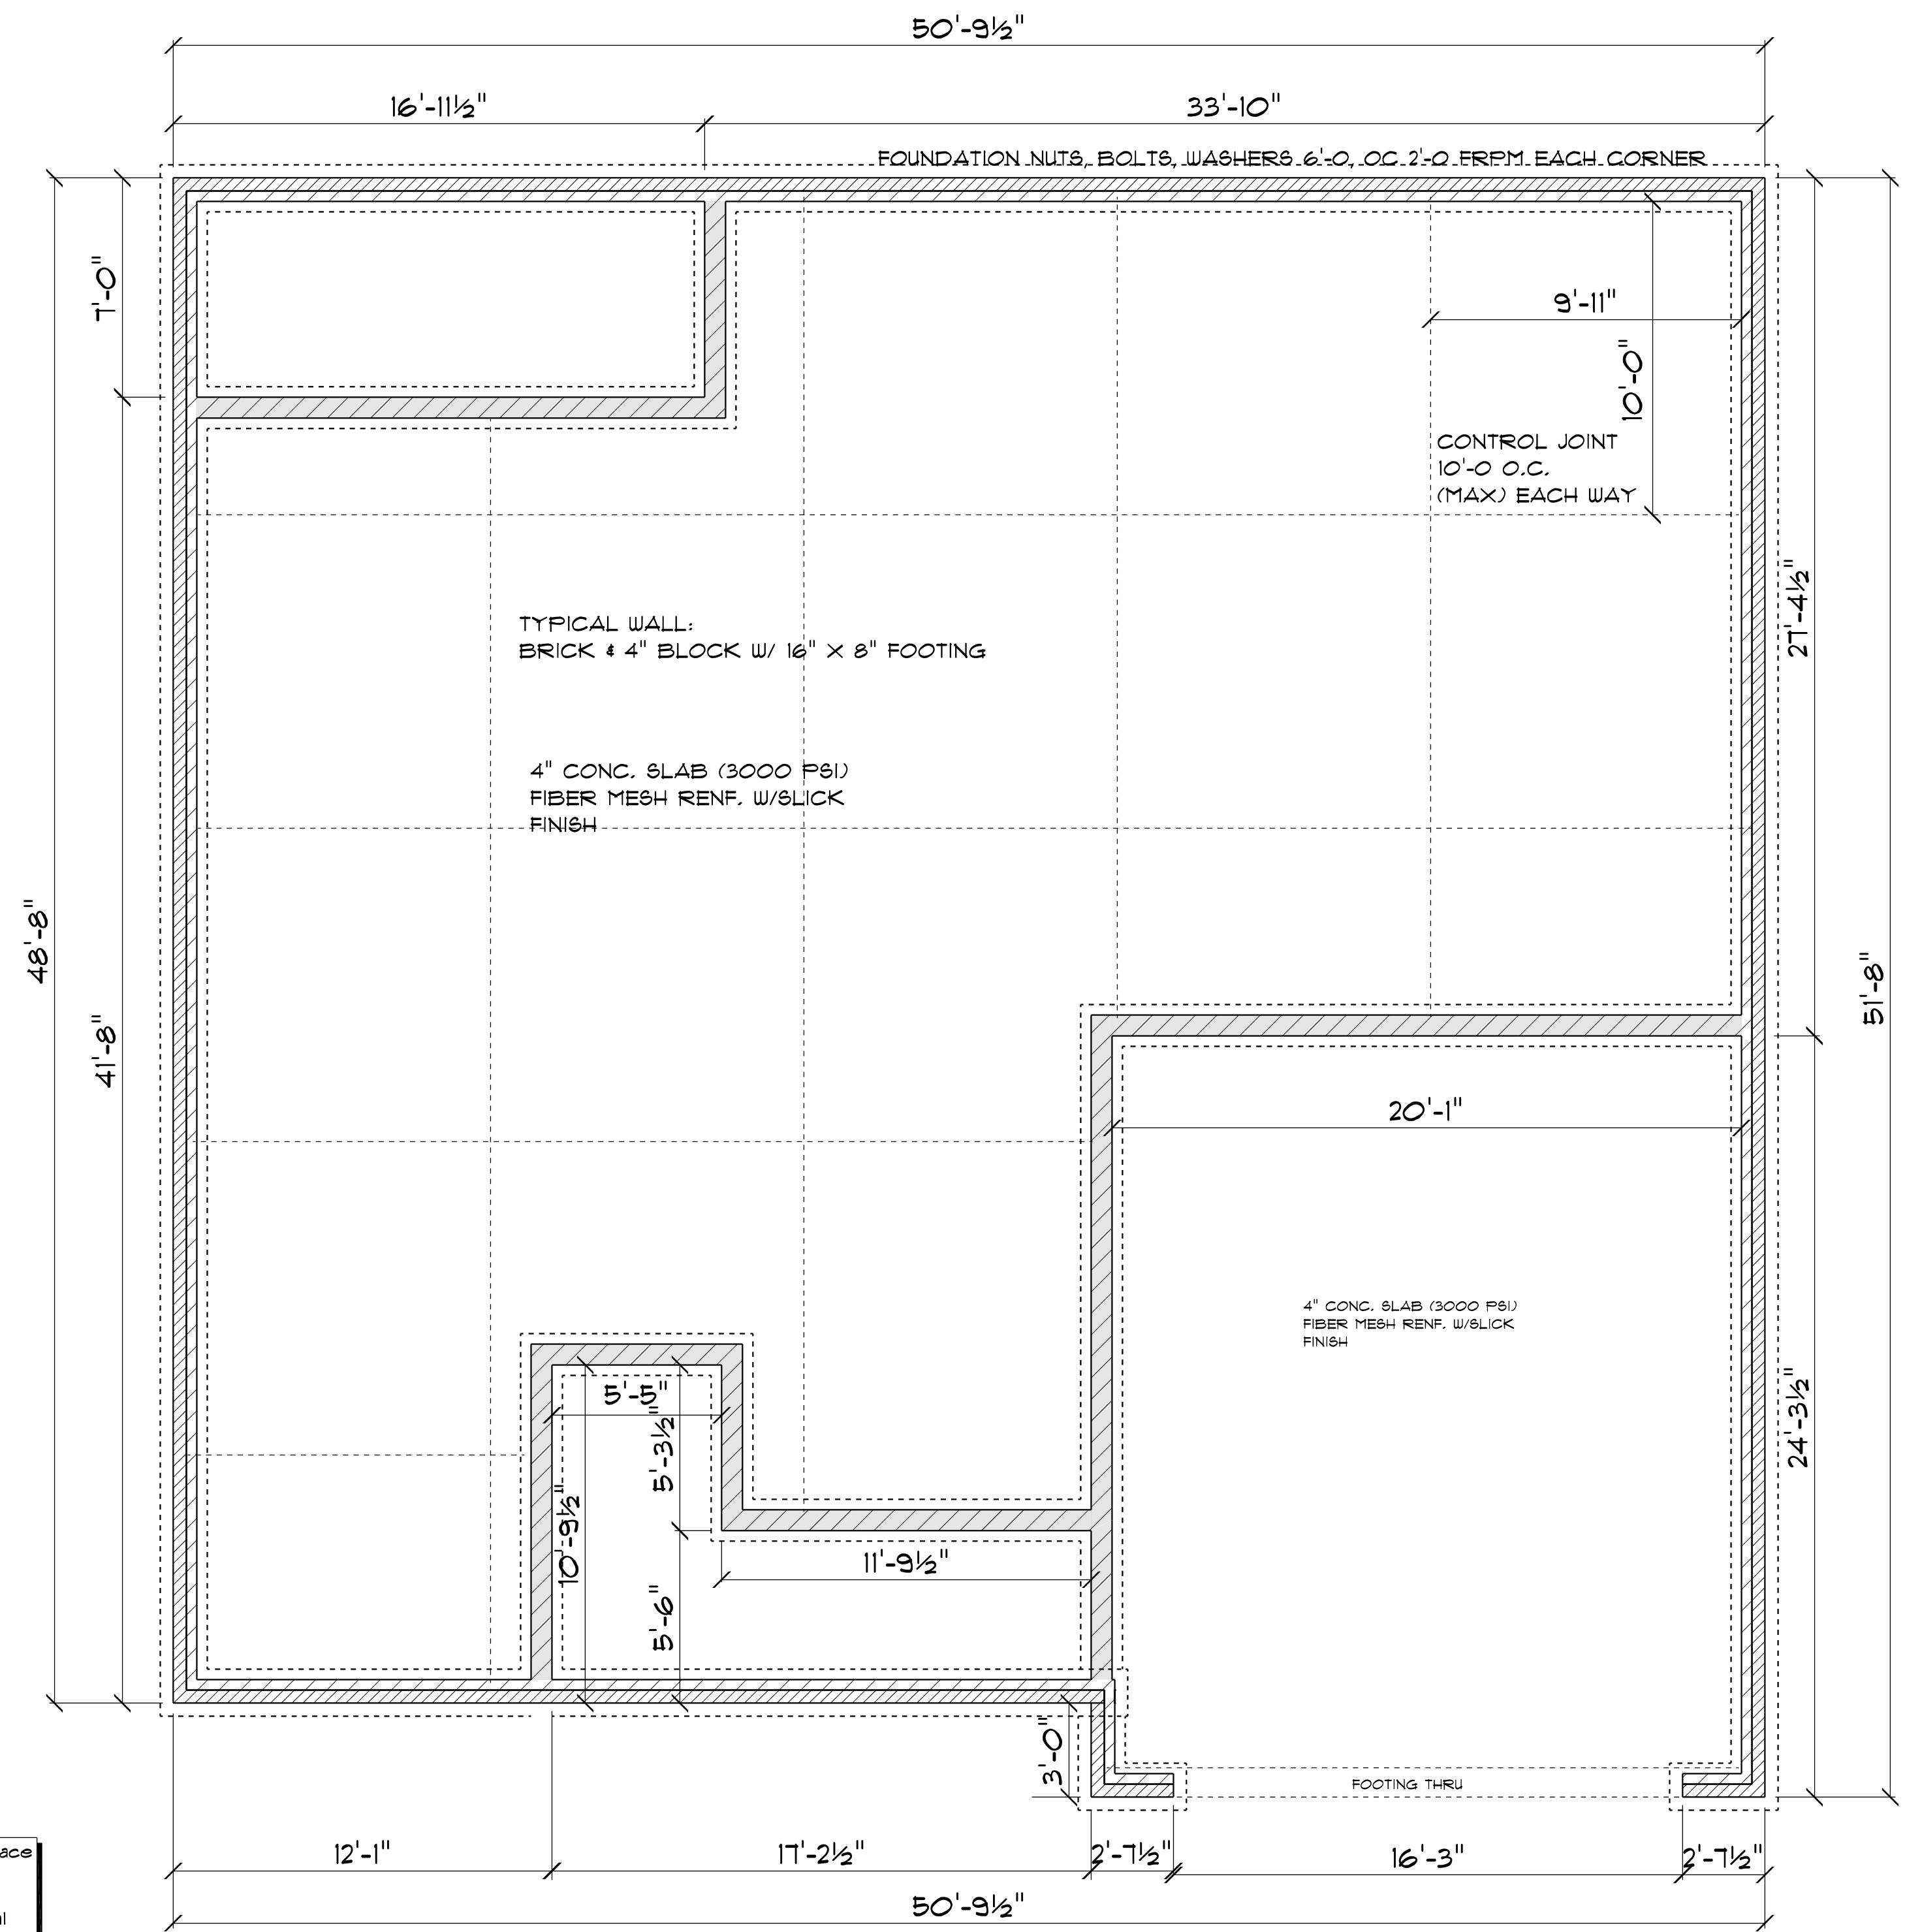 50'-9½"
16'-11½"
33'-10"
FOUNDATION NUTS, BOLTS, WASHERS 6'-0, OC 2'-0 FRPM EACH CORNER
7'-0"
9'-11"
10'-0"
CONTROL JOINT
10'-0 O.C.
(MAX) EACH WAY
27'-4½"
TYPICAL WALL:
BRICK & 4" BLOCK W/ 16" X 8" FOOTING
4" CONC. SLAB (3000 PSI)
FIBER MESH RENF. W/SLICK
FINISH
48'-8"
41'-8"
51'-8"
20'-1"
4" CONC. SLAB (3000 PSI)
FIBER MESH RENF. W/SLICK
FINISH
5'-5"
5'-3½"
10'-9½"
24'-3½"
11'-9½"
5'-6"
3'-0"
FOOTING THRU
12'-1"
17'-2½"
2'-7½"
16'-3"
2'-7½"
50'-9½"